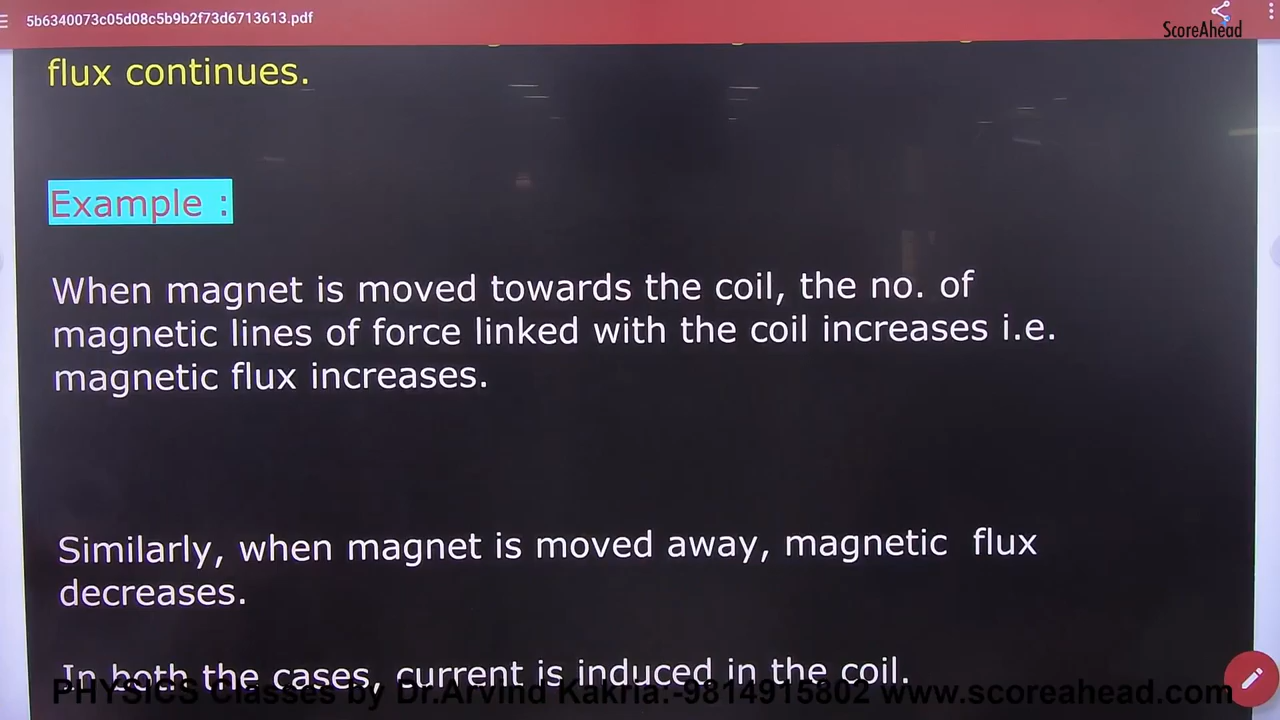 5b6340073c05d08c5b9b2f73d6713613.pdf
ScoreAhead
flux continues.
Example :
When magnet is moved towards the coil, the no. of
magnetic lines of force linked with the coil increases i.e.
magnetic flux increases.
Similarly, when magnet is moved away, magnetic flux
decreases.
In both the cases, current is induced in the coil.
PHYSICS Classes by Dr.Arvind Kakria:-9814915802 www.scoreahead.com